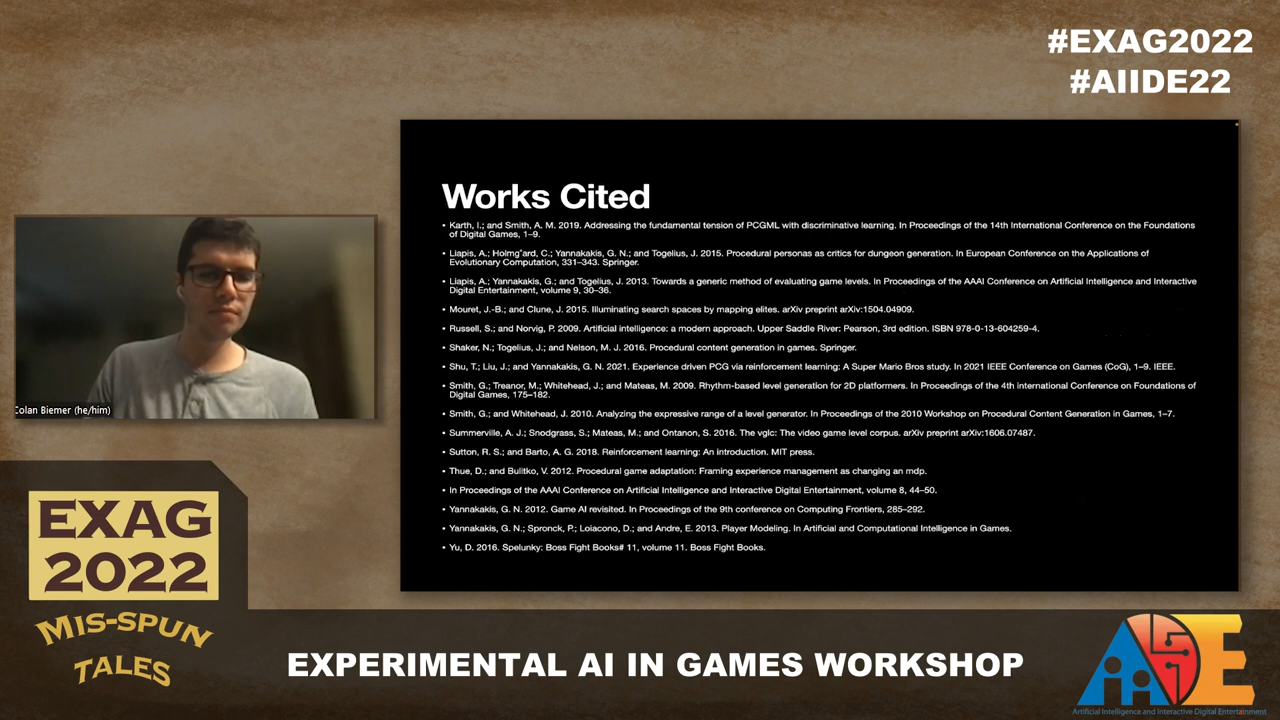 #EXAG2022
#AIIDE22
Works Cited
• Karth, I.; and Smith, A. M. 2019. Addressing the fundamental tension of PCGML with discriminative learning. In Proceedings of the 14th International Conference on the Foundations
of Digital Games, 1–9.
• Liapis, A.; Holmg˚ard, C.; Yannakakis, G. N.; and Togelius, J. 2015. Procedural personas as critics for dungeon generation. In European Conference on the Applications of
Evolutionary Computation, 331–343. Springer.
• Liapis, A.; Yannakakis, G.; and Togelius, J. 2013. Towards a generic method of evaluating game levels. In Proceedings of the AAAI Conference on Artificial Intelligence and Interactive
Digital Entertainment, volume 9, 30–36.
• Mouret, J.-B.; and Clune, J. 2015. Illuminating search spaces by mapping elites. arXiv preprint arXiv:1504.04909.
• Russell, S.; and Norvig, P. 2009. Artificial intelligence: a modern approach. Upper Saddle River: Pearson, 3rd edition. ISBN 978-0-13-604259-4.
• Shaker, N.; Togelius, J.; and Nelson, M. J. 2016. Procedural content generation in games. Springer.
• Shu, T.; Liu, J.; and Yannakakis, G. N. 2021. Experience driven PCG via reinforcement learning: A Super Mario Bros study. In 2021 IEEE Conference on Games (CoG), 1–9. IEEE.
• Smith, G.; Treanor, M.; Whitehead, J.; and Mateas, M. 2009. Rhythm-based level generation for 2D platformers. In Proceedings of the 4th international Conference on Foundations of
Digital Games, 175–182.
• Smith, G.; and Whitehead, J. 2010. Analyzing the expressive range of a level generator. In Proceedings of the 2010 Workshop on Procedural Content Generation in Games, 1–7.
• Summerville, A. J.; Snodgrass, S.; Mateas, M.; and Ontanon, S. 2016. The vglc: The video game level corpus. arXiv preprint arXiv:1606.07487.
• Sutton, R. S.; and Barto, A. G. 2018. Reinforcement learning: An introduction. MIT press.
• Thue, D.; and Bulitko, V. 2012. Procedural game adaptation: Framing experience management as changing an mdp.
• In Proceedings of the AAAI Conference on Artificial Intelligence and Interactive Digital Entertainment, volume 8, 44–50.
• Yannakakis, G. N. 2012. Game AI revisited. In Proceedings of the 9th conference on Computing Frontiers, 285–292.
• Yannakakis, G. N.; Spronck, P.; Loiacono, D.; and Andre, E. 2013. Player Modeling. In Artificial and Computational Intelligence in Games.
• Yu, D. 2016. Spelunky: Boss Fight Books# 11, volume 11. Boss Fight Books.
Colan Biemer (he/him)
EXAG
2022
MIS-SPUN
TALES
EXPERIMENTAL AI IN GAMES WORKSHOP
AIIDE
Artificial Intelligence and Interactive Digital Entertainment